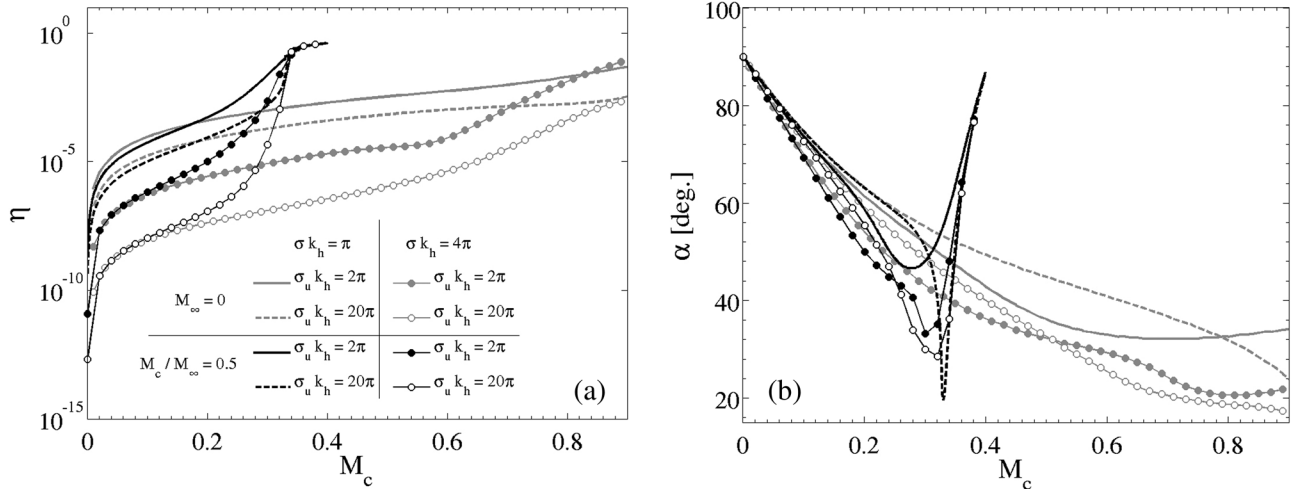 10^0
10^-5
10^-10
10^-15
η
0 0.2 0.4 0.6 0.8
M_c
(a)
σ k_h = π σ k_h = 4π
M_∞ = 0
σ_u k_h = 2π σ_u k_h = 2π
σ_u k_h = 20π σ_u k_h = 20π
M_c / M_∞ = 0.5
σ_u k_h = 2π σ_u k_h = 2π
σ_u k_h = 20π σ_u k_h = 20π
100
80
60
40
20
α [deg.]
0 0.2 0.4 0.6 0.8
M_c
(b)